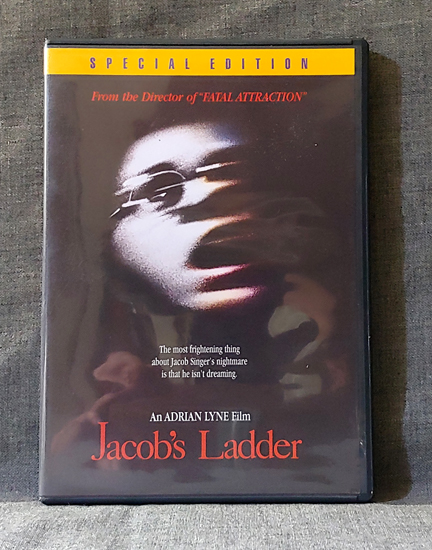 SPECIAL EDITION
From the Director of "FATAL ATTRACTION"
The most frightening thing
about Jacob Singer's nightmare
is that he isn't dreaming.
An ADRIAN LYNE Film
Jacob's Ladder